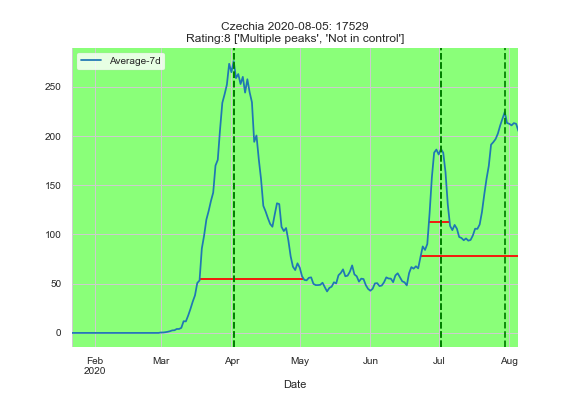 Czechia 2020-08-05: 17529
Rating:8 ['Multiple peaks', 'Not in control']
Average-7d
250
200
150
100
50
0
Feb Mar Apr May Jun Jul Aug
2020
Date